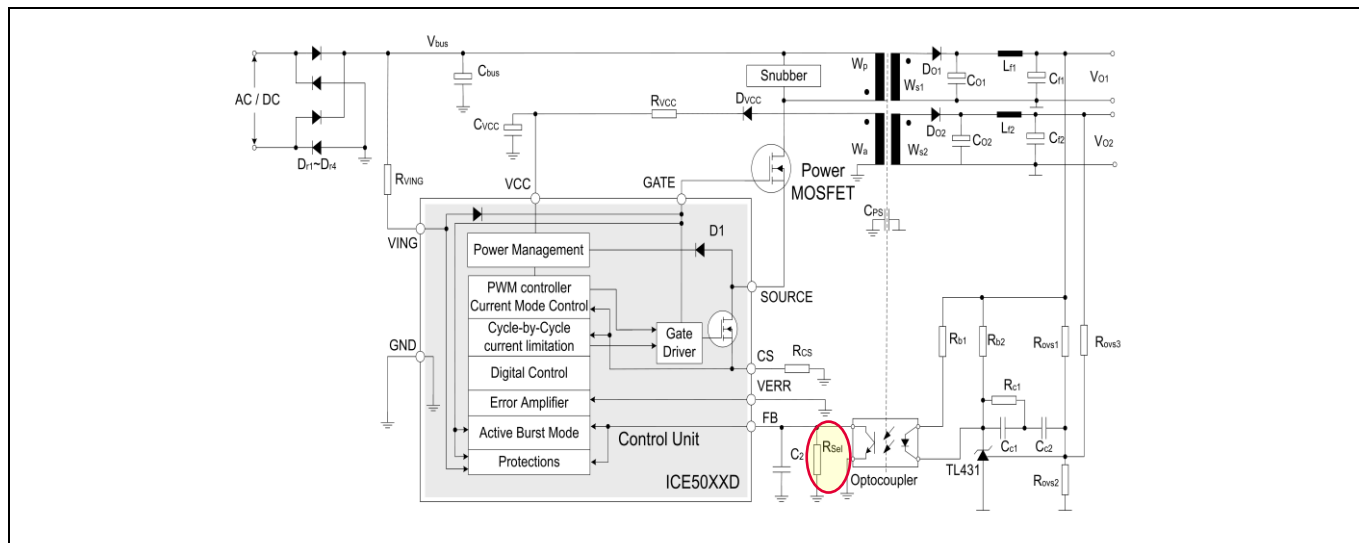 Vbus
Cbus
AC / DC
Dr1~Dr4
RVING
CVCC
RVCC
DVCC
Snubber
Wp
Wa
Ws1
Ws2
DO1
DO2
CO1
CO2
Lf1
Lf2
Cf1
Cf2
VO1
VO2
Power
MOSFET
CPS
VCC
GATE
VING
GND
D1
SOURCE
Power Management
PWM controller
Current Mode Control
Cycle-by-Cycle
current limitation
Digital Control
Error Amplifier
Active Burst Mode
Protections
Gate
Driver
Control Unit
ICE50XXD
CS
RCS
VERR
FB
C2
RSel
Optocoupler
Rb1
Rb2
Rovs1
Rovs3
Rc1
Cc1
Cc2
TL431
Rovs2